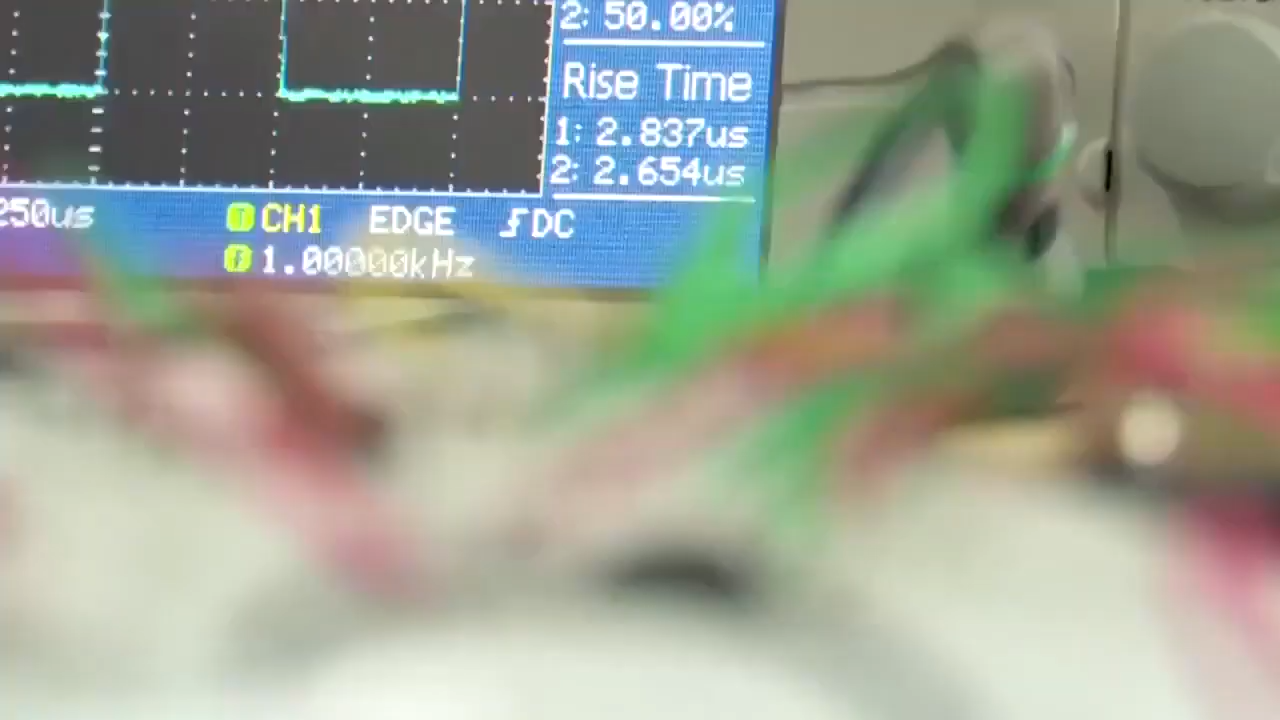 2: 50.00%
Rise Time
1: 2.837us
2: 2.654us
250us
T CH1 EDGE DC
f 1.00000kHz